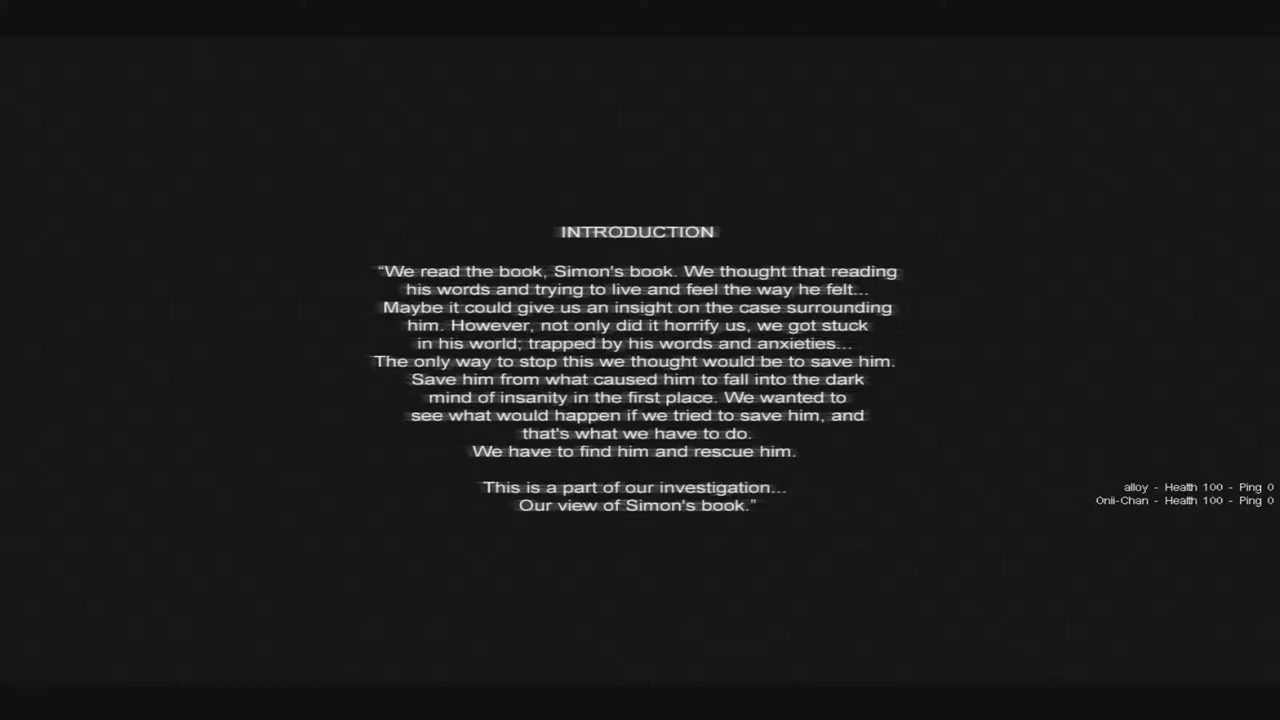 INTRODUCTION
“We read the book, Simon's book. We thought that reading
his words and trying to live and feel the way he felt...
Maybe it could give us an insight on the case surrounding
him. However, not only did it horrify us, we got stuck
in his world; trapped by his words and anxieties...
The only way to stop this we thought would be to save him.
Save him from what caused him to fall into the dark
mind of insanity in the first place. We wanted to
see what would happen if we tried to save him, and
that's what we have to do.
We have to find him and rescue him.
This is a part of our investigation...
Our view of Simon's book.”
alloy - Health 100 - Ping 0
Onii-Chan - Health 100 - Ping 0